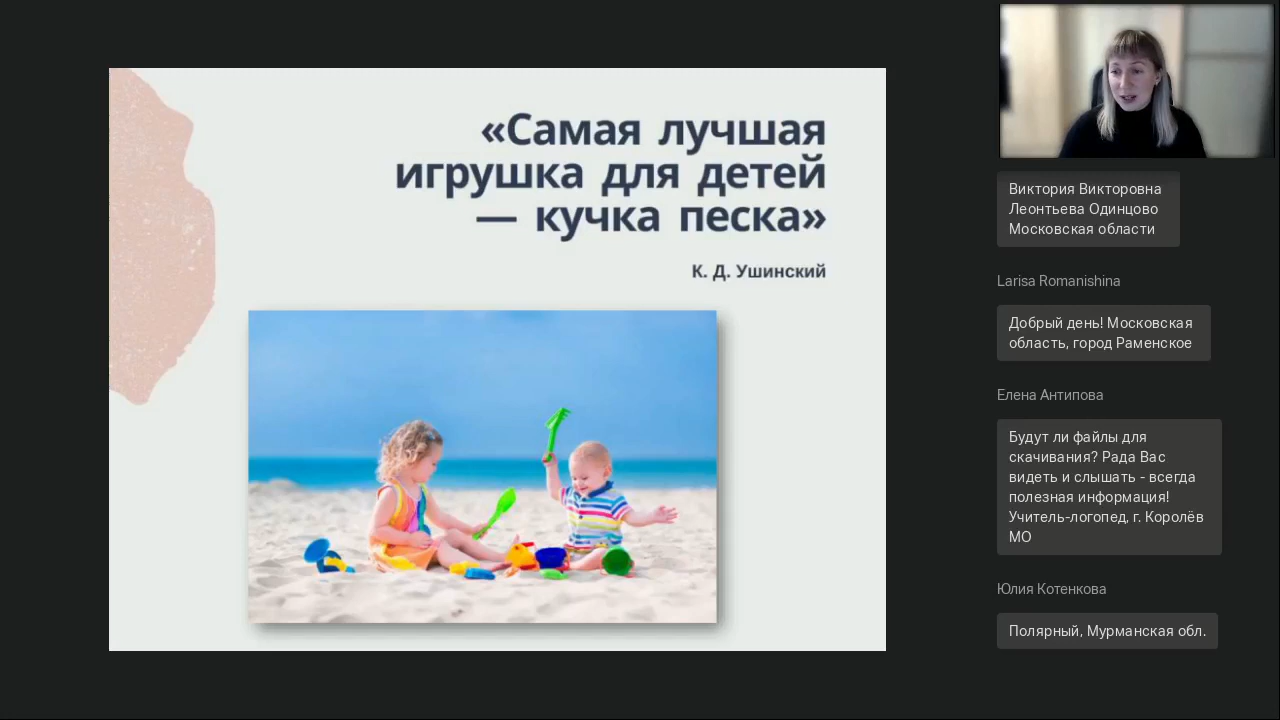 «Самая лучшая
игрушка для детей
— кучка песка»
К. Д. Ушинский
Виктория Викторовна
Леонтьева Одинцово
Московская области
Larisa Romanishina
Добрый день! Московская
область, город Раменское
Елена Антипова
Будут ли файлы для
скачивания? Рада Вас
видеть и слышать - всегда
полезная информация!
Учитель-логопед, г. Королёв
МО
Юлия Котенкова
Полярный, Мурманская обл.